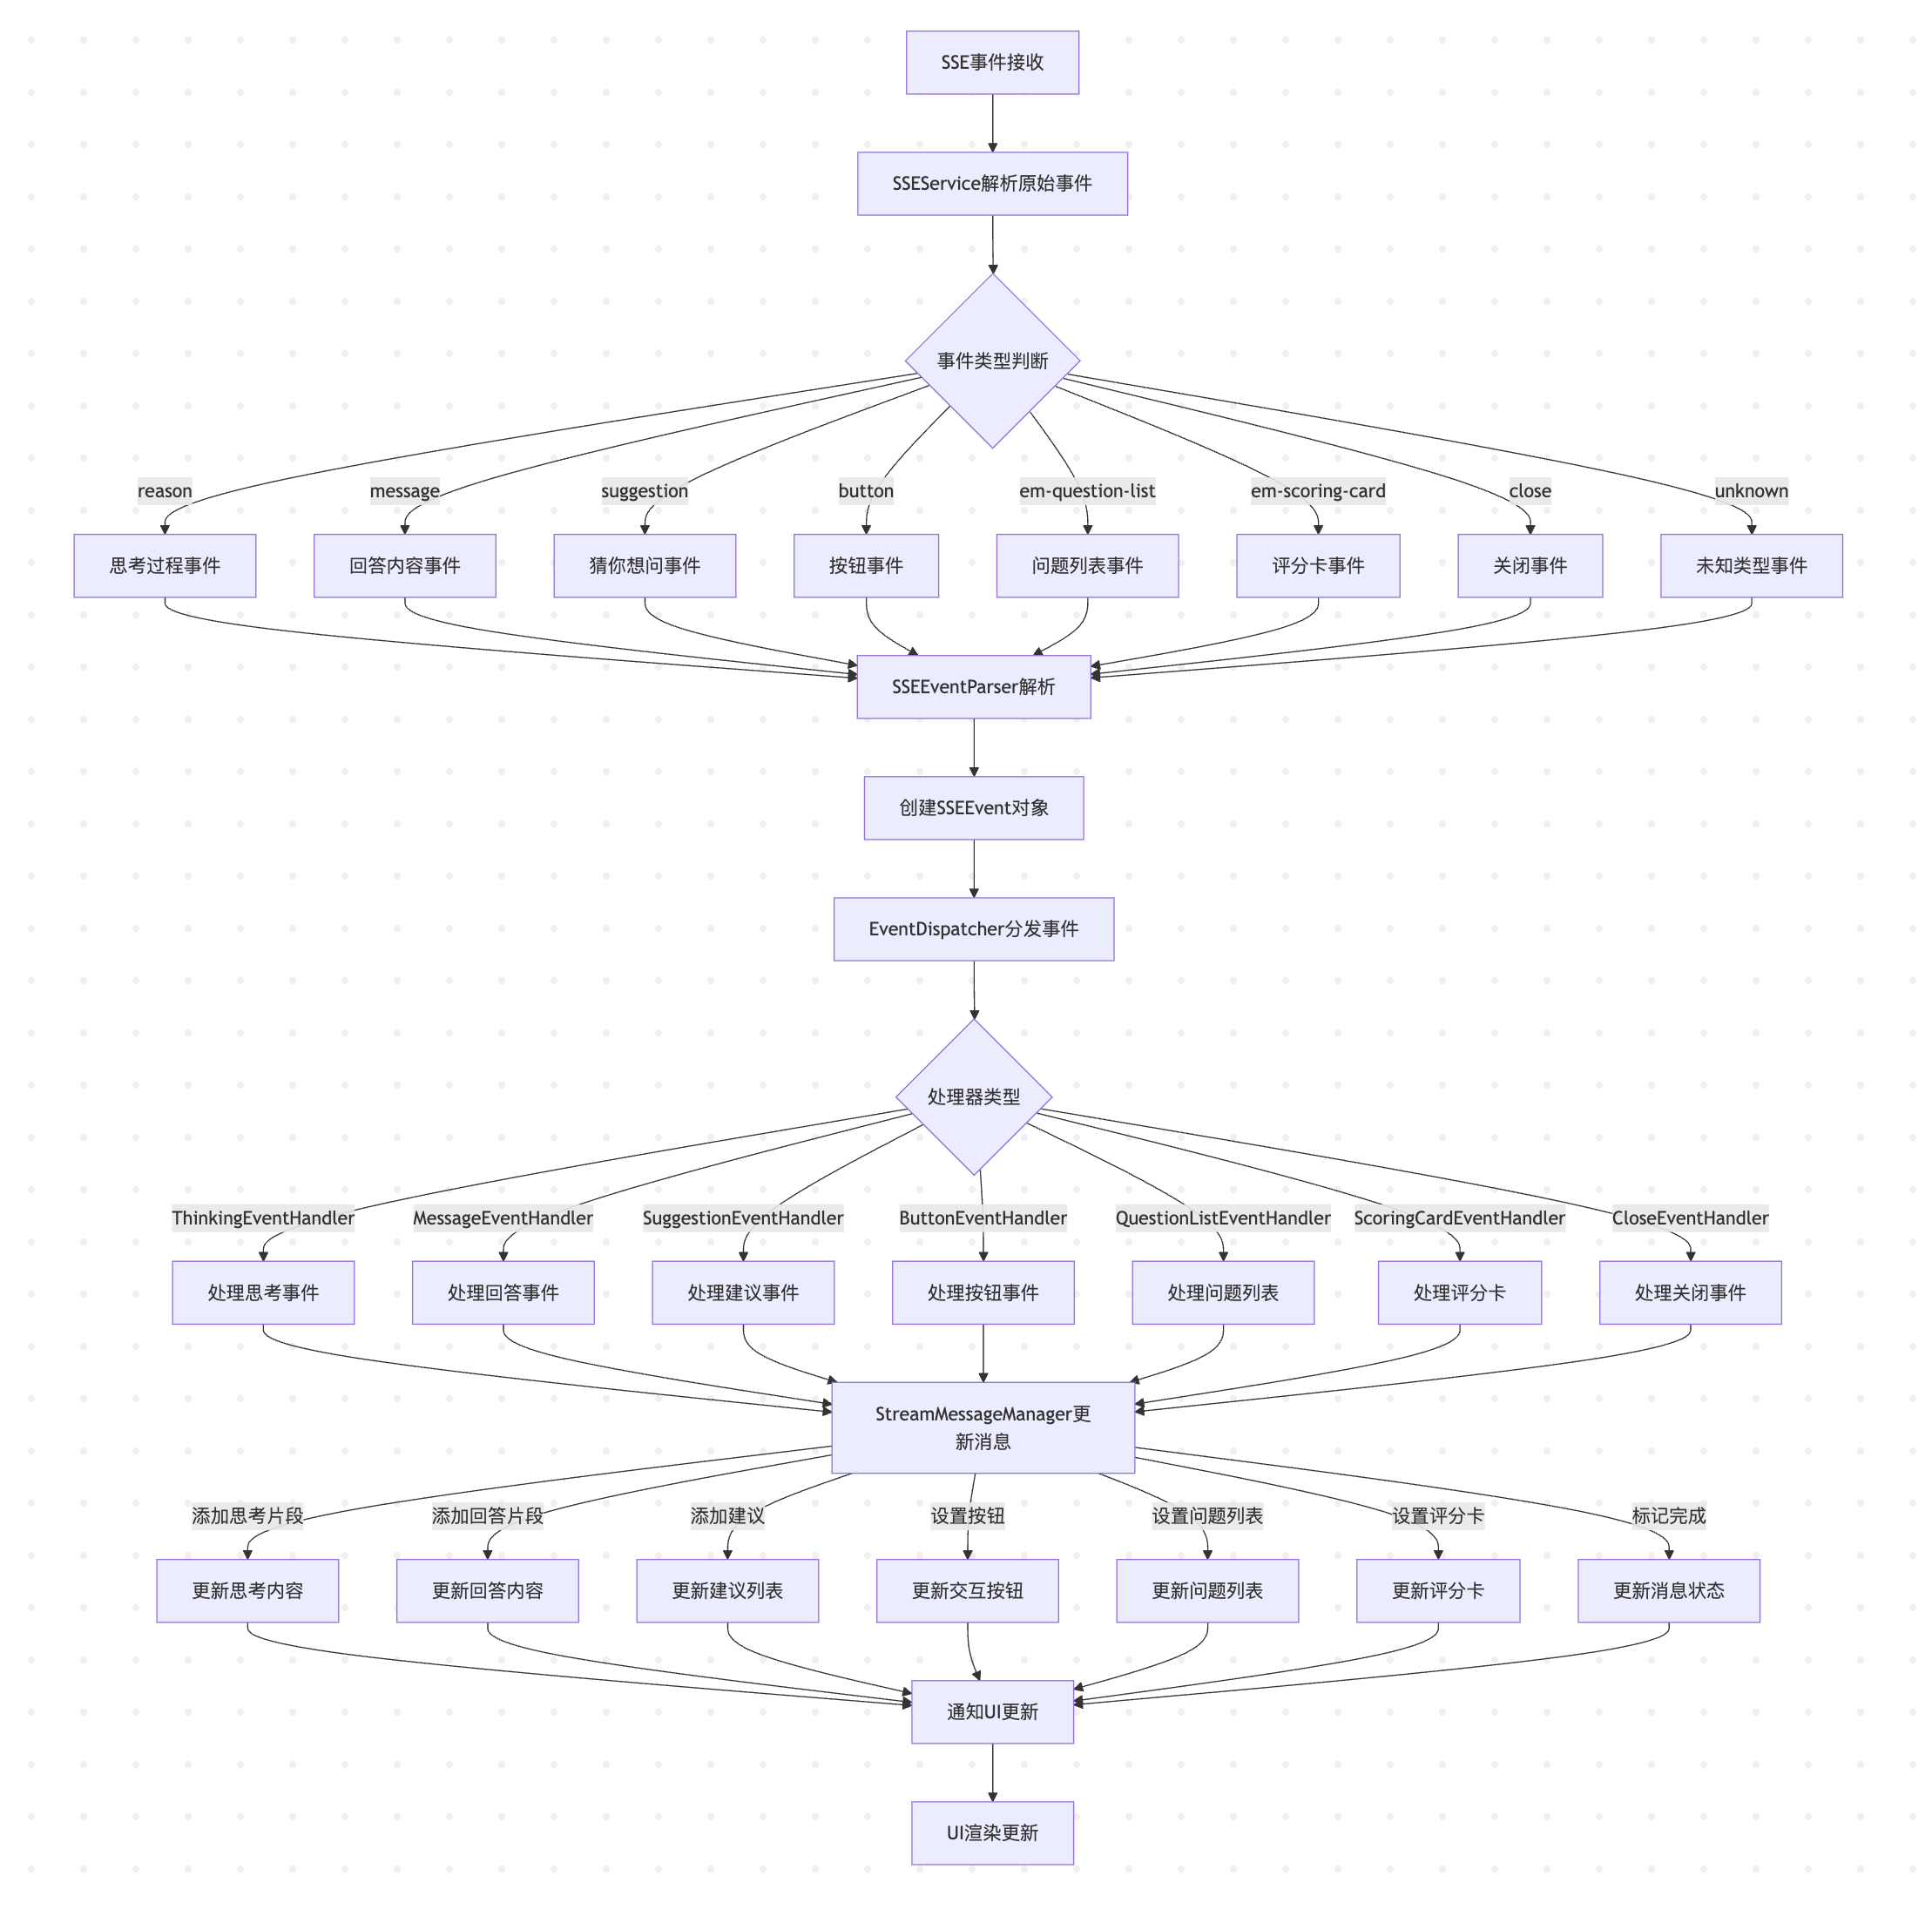 SSE事件接收
SSEService解析原始事件
事件类型判断
reason
message
suggestion
button
em-question-list
em-scoring-card
close
unknown
思考过程事件
回答内容事件
猜你想问事件
按钮事件
问题列表事件
评分卡事件
关闭事件
未知类型事件
SSEEventParser解析
创建SSEEvent对象
EventDispatcher分发事件
处理器类型
ThinkingEventHandler
MessageEventHandler
SuggestionEventHandler
ButtonEventHandler
QuestionListEventHandler
ScoringCardEventHandler
CloseEventHandler
处理思考事件
处理回答事件
处理建议事件
处理按钮事件
处理问题列表
处理评分卡
处理关闭事件
StreamMessageManager更
新消息
添加思考片段
添加回答片段
添加建议
设置按钮
设置问题列表
设置评分卡
标记完成
更新思考内容
更新回答内容
更新建议列表
更新交互按钮
更新问题列表
更新评分卡
更新消息状态
通知UI更新
UI渲染更新